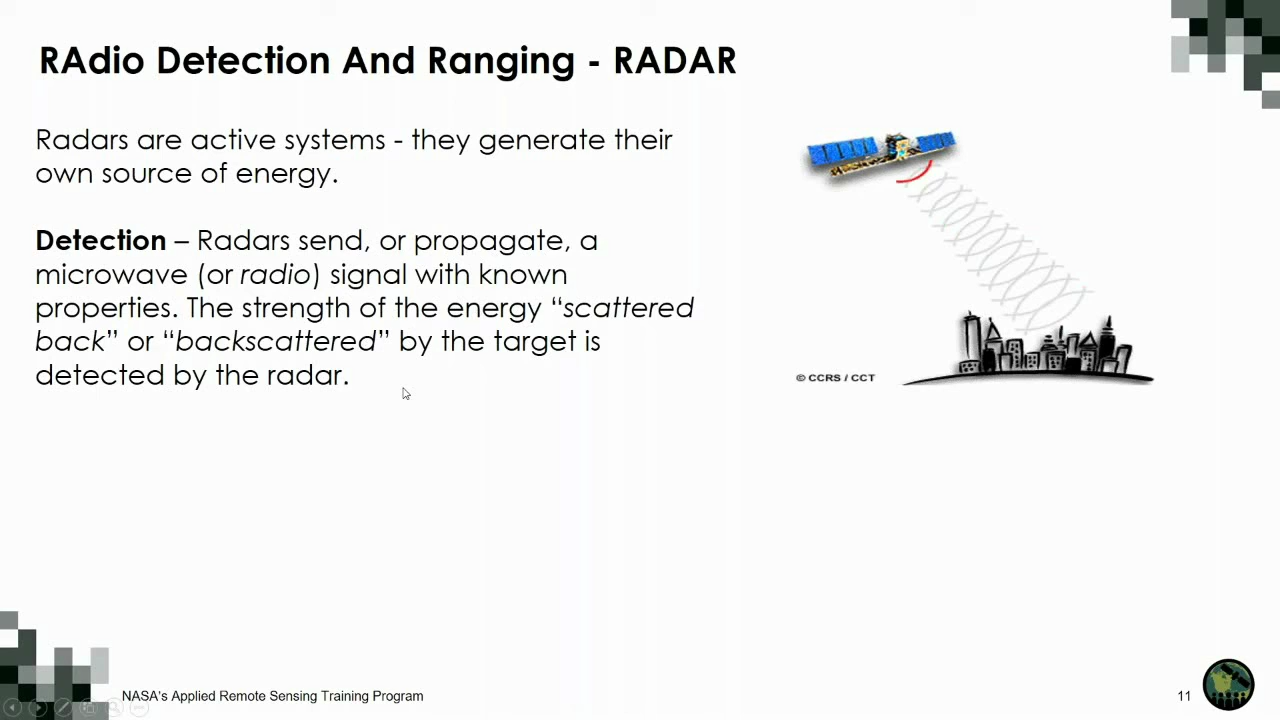 RAdio Detection And Ranging - RADAR
Radars are active systems - they generate their
own source of energy.
Detection – Radars send, or propagate, a
microwave (or radio) signal with known
properties. The strength of the energy “scattered
back” or “backscattered” by the target is
detected by the radar.
© CCRS / CCT
NASA's Applied Remote Sensing Training Program
11